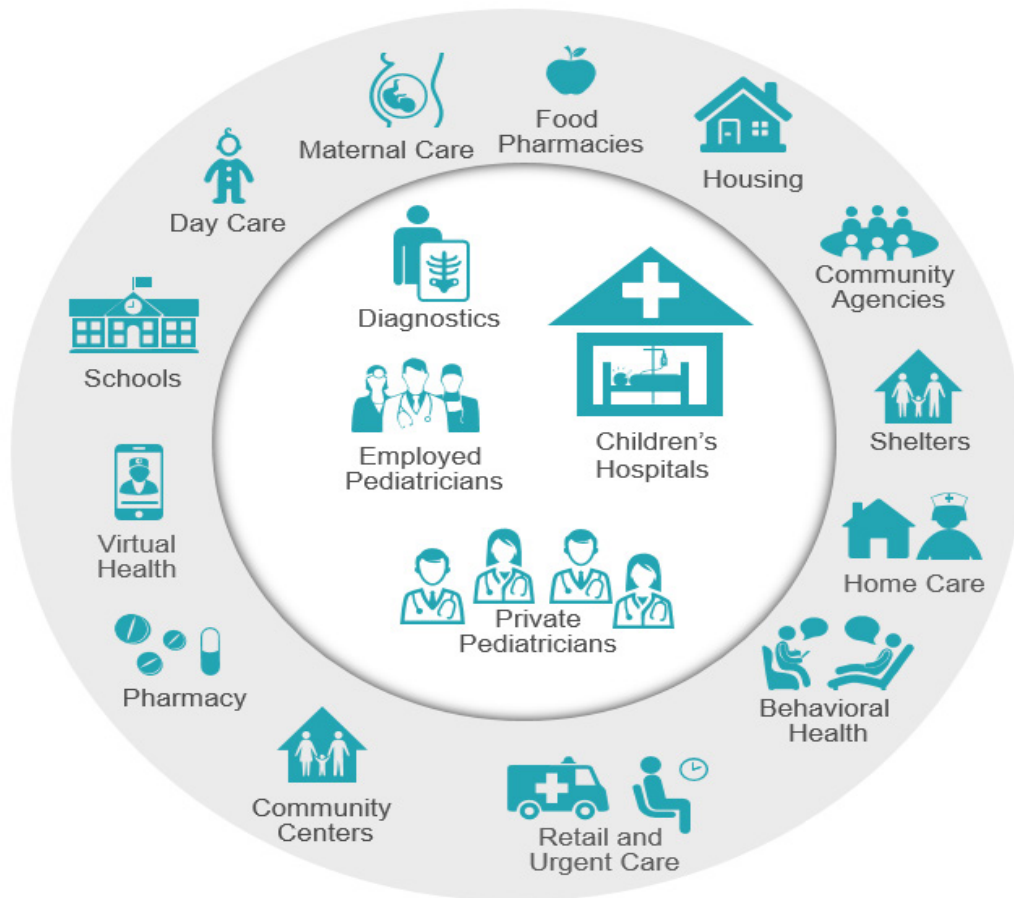 Maternal Care
Food
Pharmacies
Housing
Day Care
Community
Agencies
Diagnostics
Schools
Employed
Pediatricians
Children’s
Hospitals
Shelters
Virtual
Health
Home Care
Private
Pediatricians
Pharmacy
Behavioral
Health
Community
Centers
Retail and
Urgent Care